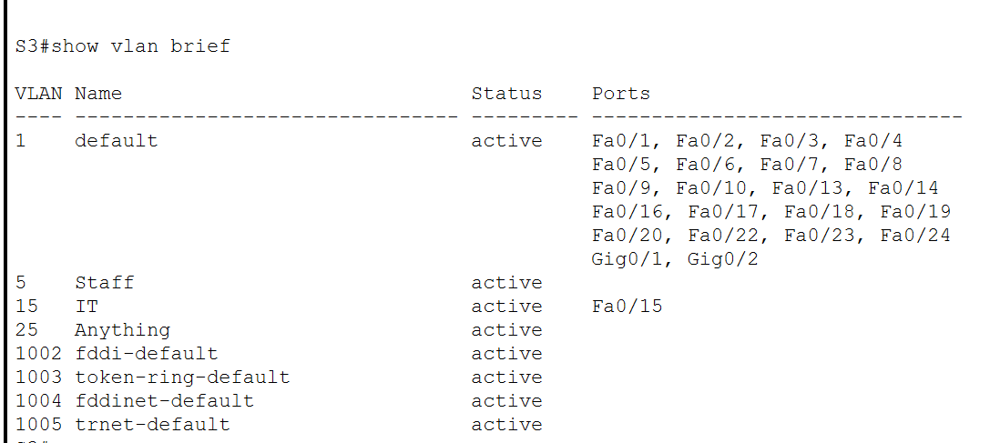 S3#show vlan brief
VLAN Name                             Status    Ports
---- -------------------------------- --------- -------------------------------
1    default                          active    Fa0/1, Fa0/2, Fa0/3, Fa0/4
                                                Fa0/5, Fa0/6, Fa0/7, Fa0/8
                                                Fa0/9, Fa0/10, Fa0/13, Fa0/14
                                                Fa0/16, Fa0/17, Fa0/18, Fa0/19
                                                Fa0/20, Fa0/22, Fa0/23, Fa0/24
                                                Gig0/1, Gig0/2
5    Staff                            active
15   IT                               active    Fa0/15
25   Anything                         active
1002 fddi-default                     active
1003 token-ring-default               active
1004 fddinet-default                  active
1005 trnet-default                    active